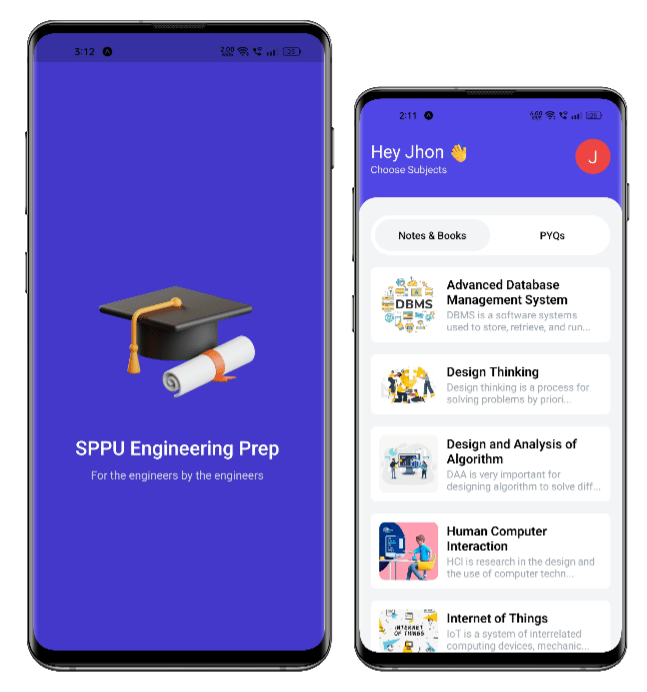 3:12
SPPU Engineering Prep
For the engineers by the engineers
2:11
Hey Jhon 👋
Choose Subjects
J
Notes & Books
PYQs
DBMS
Advanced Database
Management System
DBMS is a software systems
used to store, retrieve, and run...
Design Thinking
Design thinking is a process for
solving problems by priori...
Design and Analysis of
Algorithm
DAA is very important for
designing algorithm to solve diff...
Human Computer
Interaction
HCI is research in the design and
the use of computer techn...
INTERNET
OF THINGS
Internet of Things
IoT is a system of interrelated
computing devices, mechanic...